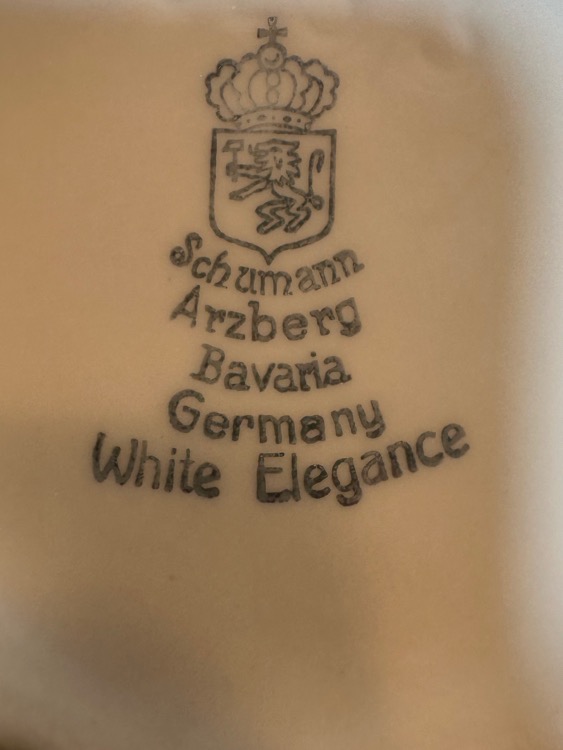 Schumann
Arzberg
Bavaria
Germany
White Elegance